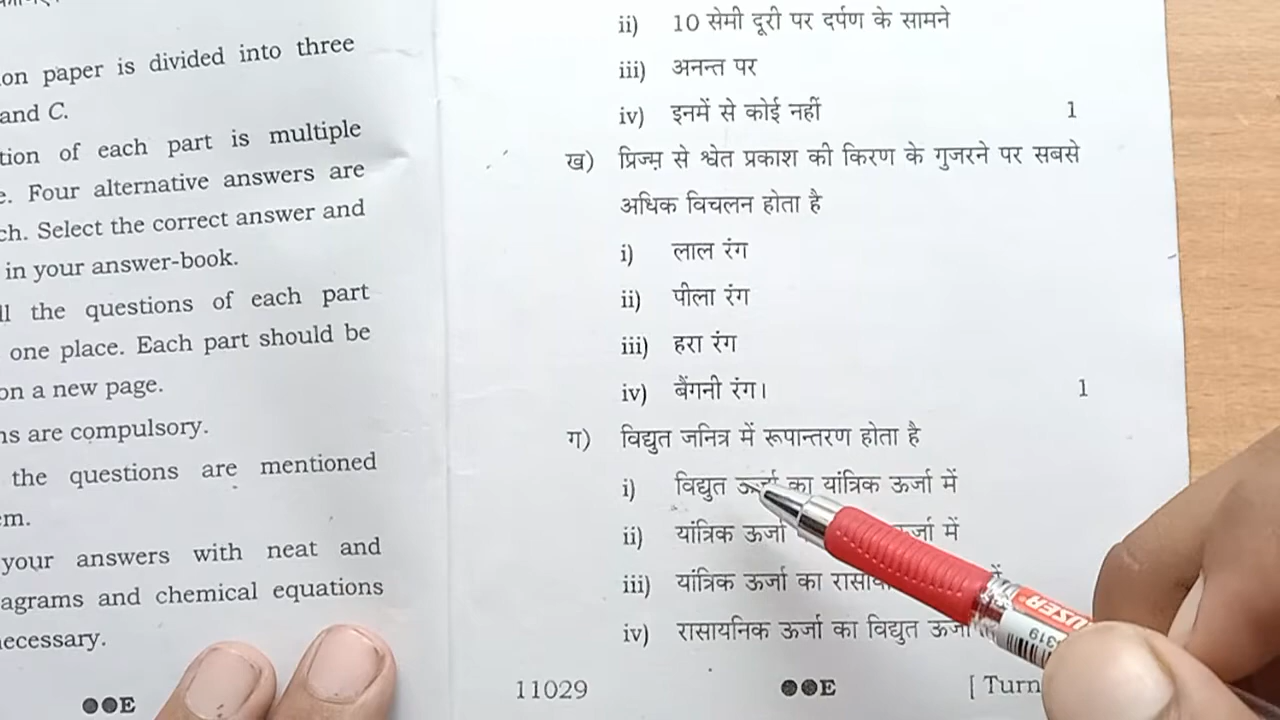 on paper is divided into three
and C.
tion of each part is multiple
e. Four alternative answers are
ch. Select the correct answer and
in your answer-book.
ll the questions of each part
one place. Each part should be
on a new page.
ns are compulsory.
the questions are mentioned
em.
your answers with neat and
agrams and chemical equations
necessary.
●●E
ii) 10 सेमी दूरी पर दर्पण के सामने
iii) अनन्त पर
iv) इनमें से कोई नहीं 1
ख) प्रिज्म़ से श्वेत प्रकाश की किरण के गुजरने पर सबसे
अधिक विचलन होता है
i) लाल रंग
ii) पीला रंग
iii) हरा रंग
iv) बैंगनी रंग। 1
ग) विद्युत जनित्र में रूपान्तरण होता है
i) विद्युत ऊर्जा का यांत्रिक ऊर्जा में
ii) यांत्रिक ऊर्जा र्जा में
iii) यांत्रिक ऊर्जा का
iv) रासायनिक ऊर्जा का विद्युत ऊर्जा
11029 ●●E [ Turn
USER
319